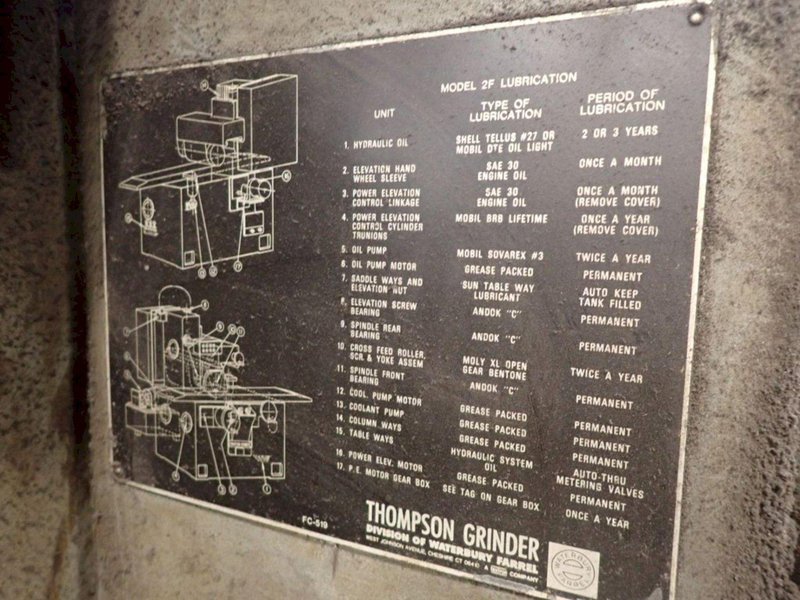 MODEL 2F LUBRICATION
UNIT TYPE OF LUBRICATION PERIOD OF LUBRICATION
1. HYDRAULIC OIL SHELL TELLUS #27 OR MOBIL DTE OIL LIGHT 2 OR 3 YEARS
2. ELEVATION HAND WHEEL SLEEVE SAE 30 ENGINE OIL ONCE A MONTH
3. POWER ELEVATION CONTROL LINKAGE SAE 30 ENGINE OIL ONCE A MONTH (REMOVE COVER)
4. POWER ELEVATION CONTROL CYLINDER TRUNIONS MOBIL BRB LIFETIME ONCE A YEAR (REMOVE COVER)
5. OIL PUMP MOBIL SOVAREX #3 TWICE A YEAR
6. OIL PUMP MOTOR GREASE PACKED PERMANENT
7. SADDLE WAYS AND ELEVATION NUT SUN TABLE WAY LUBRICANT AUTO KEEP TANK FILLED
8. ELEVATION SCREW BEARING ANDOK "C" PERMANENT
9. SPINDLE REAR BEARING ANDOK "C" PERMANENT
10. CROSS FEED ROLLER, SCR. & YOKE ASSEM MOLY XL OPEN GEAR BENTONE TWICE A YEAR
11. SPINDLE FRONT BEARING ANDOK "C" PERMANENT
12. COOL PUMP MOTOR GREASE PACKED PERMANENT
13. COOLANT PUMP GREASE PACKED PERMANENT
14. COLUMN WAYS GREASE PACKED PERMANENT
15. TABLE WAYS HYDRAULIC SYSTEM OIL AUTO-THRU METERING VALVES
16. POWER ELEV. MOTOR GREASE PACKED PERMANENT
17. P.E. MOTOR GEAR BOX SEE TAG ON GEAR BOX ONCE A YEAR
FC-519
THOMPSON GRINDER
DIVISION OF WATERBURY FARREL
WEST JOHNSON AVENUE, CHESHIRE CT A COMPANY
WATERBURY FARREL